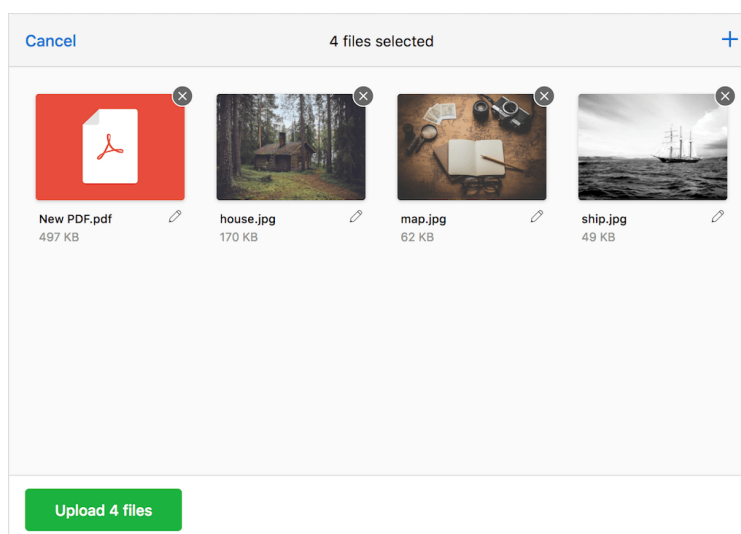 Cancel
4 files selected
New PDF.pdf
497 KB
house.jpg
170 KB
map.jpg
62 KB
ship.jpg
49 KB
Upload 4 files